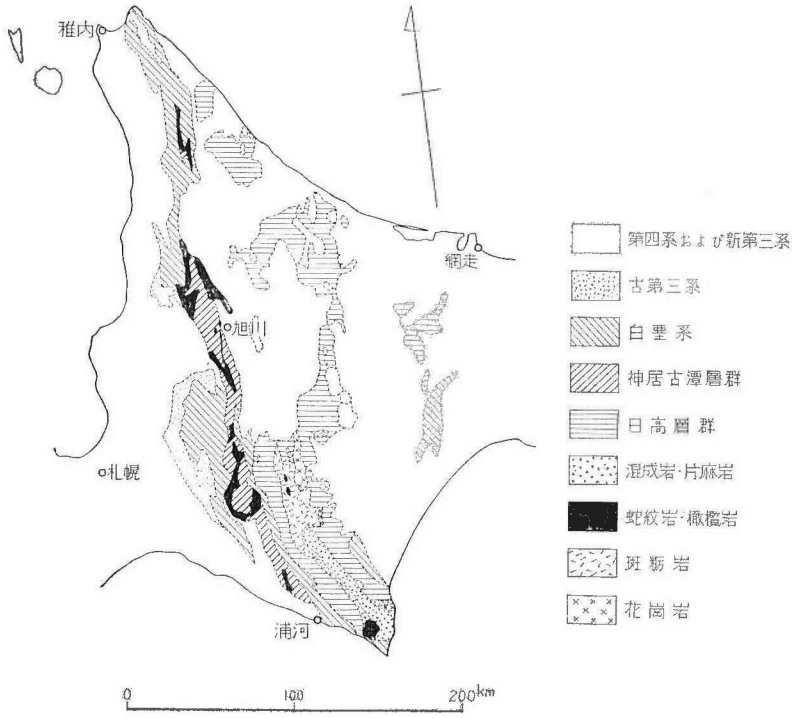 稚内
網走
旭川
札幌
浦河
第四系および新第三系
古第三系
白堊系
神居古潭層群
日高層群
混成岩・片麻岩
蛇紋岩・橄欖岩
斑粝岩
花崗岩
0 100 200km